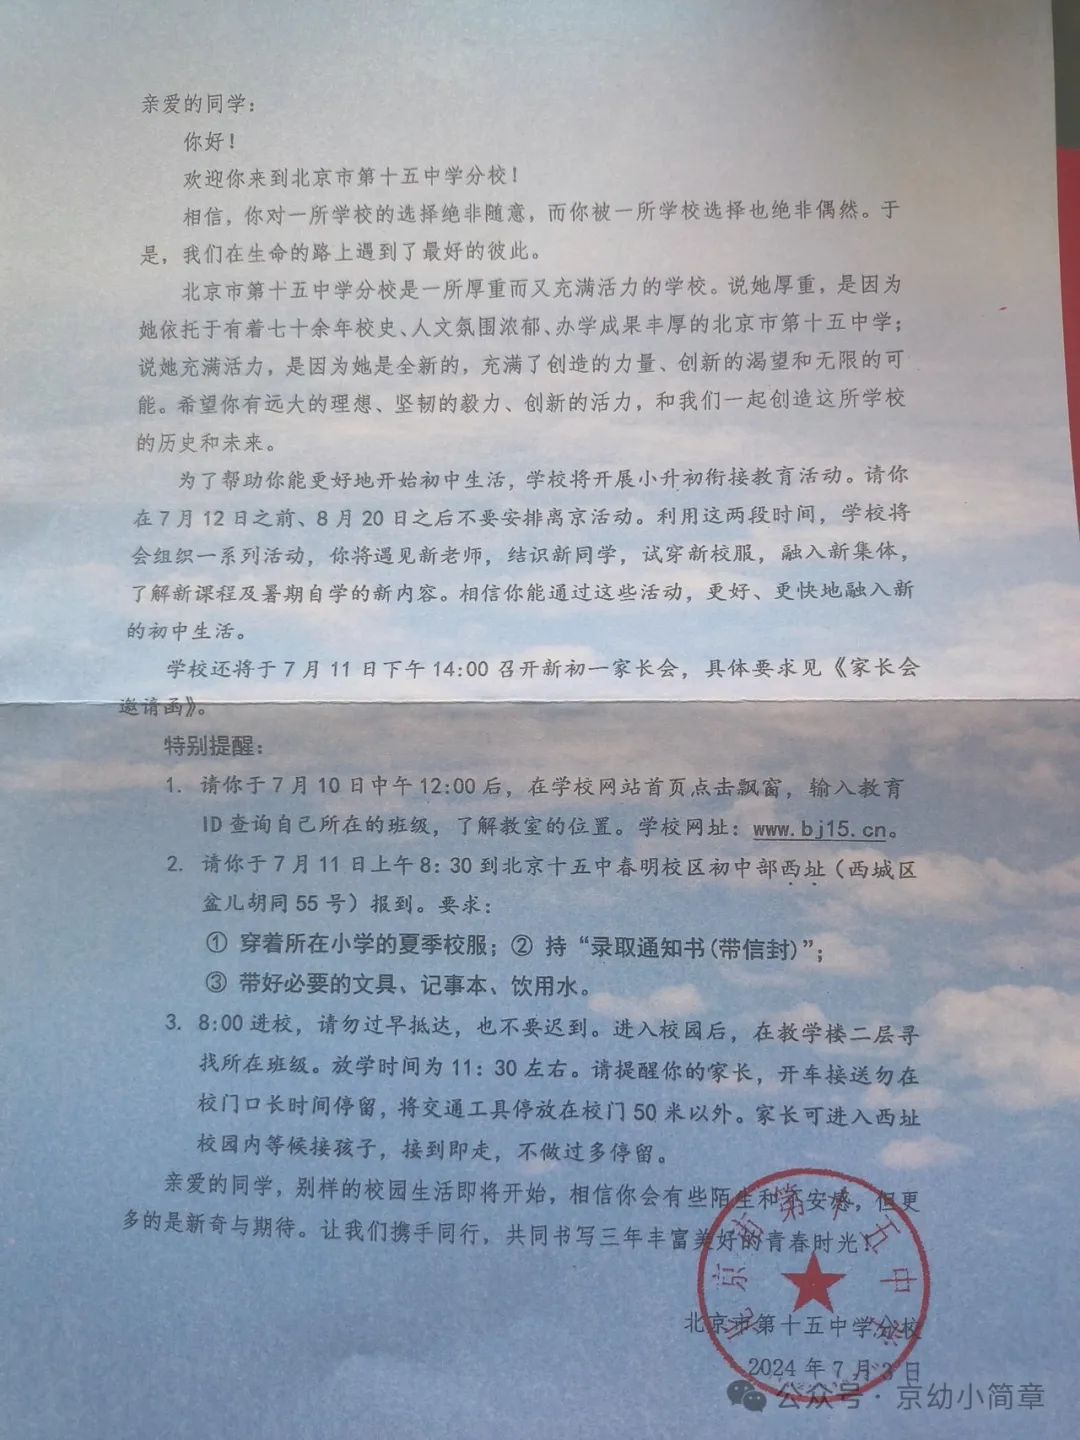 亲爱的同学：
你好！
欢迎你来到北京市第十五中学分校！
相信，你对一所学校的选择绝非随意，而你被一所学校选择也绝非偶然。于
是，我们在生命的路上遇到了最好的彼此。
北京市第十五中学分校是一所厚重而又充满活力的学校。说她厚重，是因为
她依托于有着七十余年校史、人文氛围浓郁、办学成果丰厚的北京市第十五中学；
说她充满活力，是因为她是全新的，充满了创造的力量、创新的渴望和无限的可
能。希望你有远大的理想、坚韧的毅力、创新的活力，和我们一起创造这所学校
的历史和未来。
为了帮助你能更好地开始初中生活，学校将开展小升初衔接教育活动。请你
在7月12日之前、8月20日之后不要安排离京活动。利用这两段时间，学校将
会组织一系列活动，你将遇见新老师，结识新同学，试穿新校服，融入新集体，
了解新课程及暑期自学的新内容。相信你能通过这些活动，更好、更快地融入新
的初中生活。
学校还将于7月11日下午14:00召开新初一家长会，具体要求见《家长会
邀请函》。
特别提醒：
1. 请你于7月10日中午12:00后，在学校网站首页点击飘窗，输入教育
ID查询自己所在的班级，了解教室的位置。学校网址：www.bj15.cn。
2. 请你于7月11日上午8：30到北京十五中春明校区初中部西址（西城区
盆儿胡同55号）报到。要求：
① 穿着所在小学的夏季校服；② 持“录取通知书(带信封)”；
③ 带好必要的文具、记事本、饮用水。
3. 8:00进校，请勿过早抵达，也不要迟到。进入校园后，在教学楼二层寻
找所在班级。放学时间为11：30左右。请提醒你的家长，开车接送勿在
校门口长时间停留，将交通工具停放在校门50米以外。家长可进入西址
校园内等候接孩子，接到即走，不做过多停留。
亲爱的同学，别样的校园生活即将开始，相信你会有些陌生和不安感，但更
多的是新奇与期待。让我们携手同行，共同书写三年丰富美好的青春时光！
北京市第十五中学分校
2024年7月3日
公众号·京幼小简章